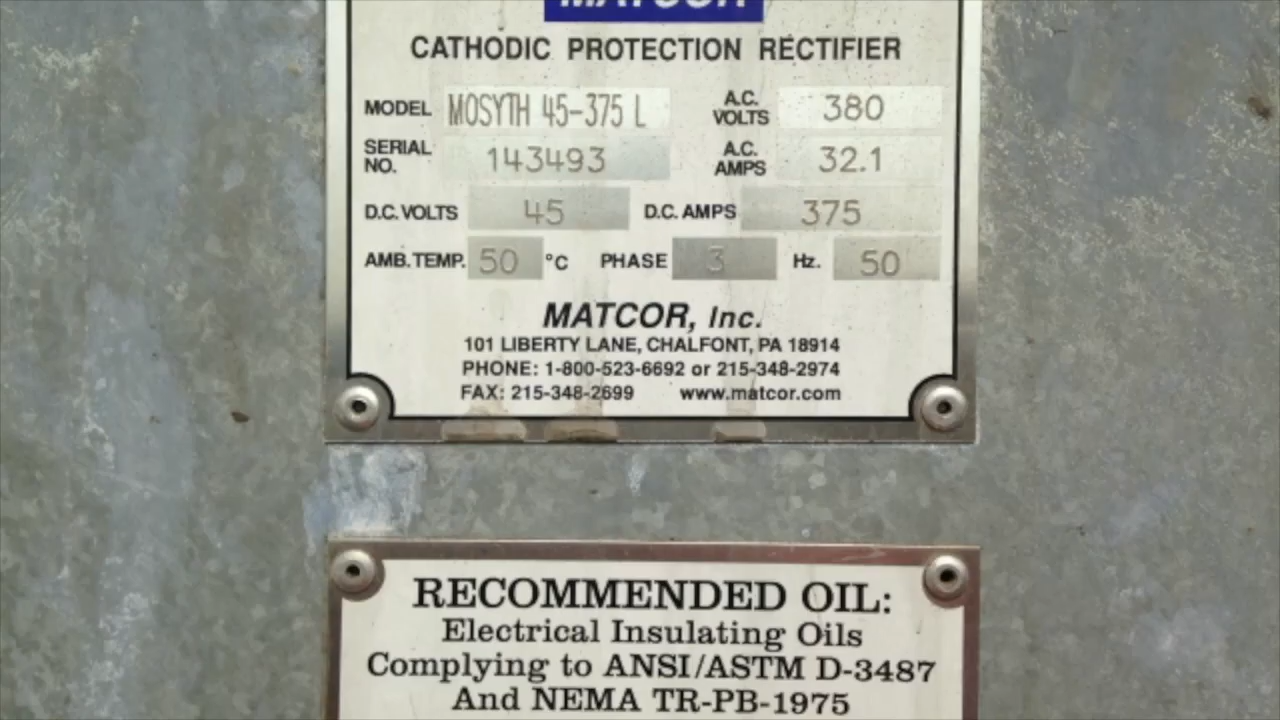 MATCOR
CATHODIC PROTECTION RECTIFIER
MODEL MOSYTH 45-375 L A.C. VOLTS 380
SERIAL NO. 143493 A.C. AMPS 32.1
D.C. VOLTS 45 D.C. AMPS 375
AMB. TEMP. 50 °C PHASE 3 Hz. 50
MATCOR, Inc.
101 LIBERTY LANE, CHALFONT, PA 18914
PHONE: 1-800-523-6692 or 215-348-2974
FAX: 215-348-2699 www.matcor.com
RECOMMENDED OIL:
Electrical Insulating Oils
Complying to ANSI/ASTM D-3487
And NEMA TR-PB-1975